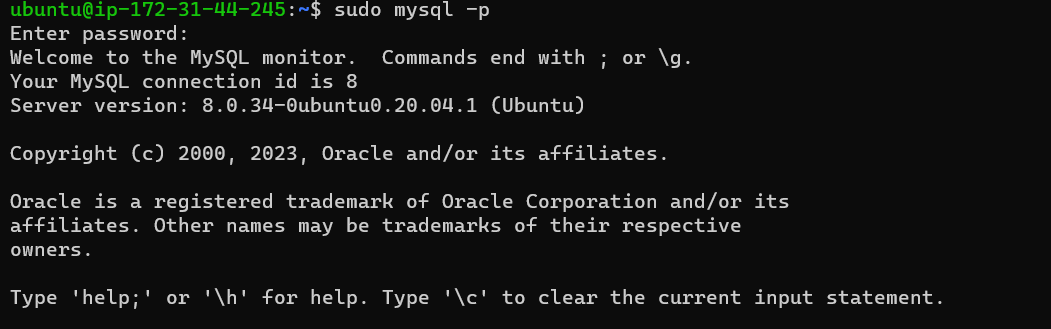 ubuntu@ip-172-31-44-245:~$ sudo mysql -p
Enter password:
Welcome to the MySQL monitor.  Commands end with ; or \g.
Your MySQL connection id is 8
Server version: 8.0.34-0ubuntu0.20.04.1 (Ubuntu)
Copyright (c) 2000, 2023, Oracle and/or its affiliates.
Oracle is a registered trademark of Oracle Corporation and/or its
affiliates. Other names may be trademarks of their respective
owners.
Type 'help;' or '\h' for help. Type '\c' to clear the current input statement.